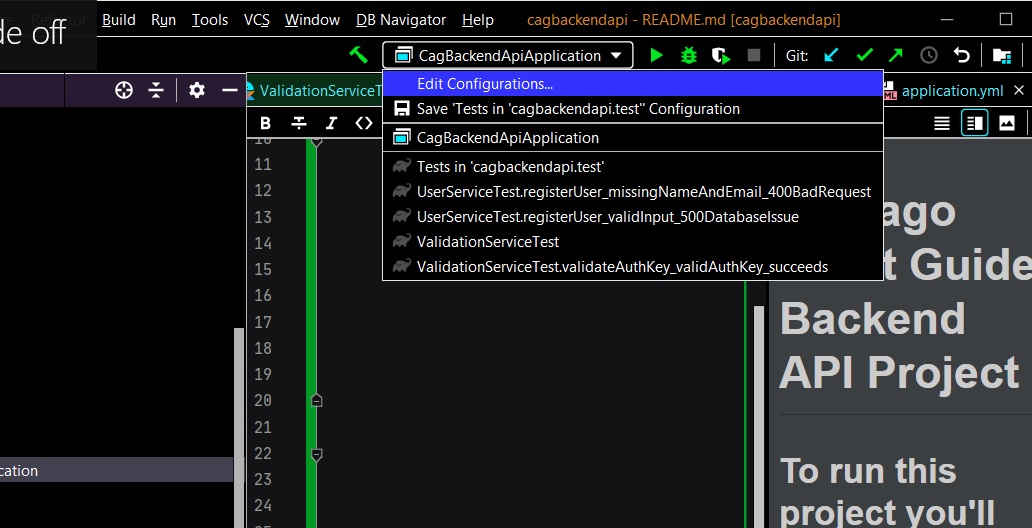 de off
Refactor Build Run Tools VCS Window DB Navigator Help cagbackendapi - README.md [cagbackendapi]
CagBackendApiApplication Git:
ValidationServiceT application.yml
B I <>
Edit Configurations...
Save 'Tests in 'cagbackendapi.test'' Configuration
CagBackendApiApplication
Tests in 'cagbackendapi.test'
UserServiceTest.registerUser_missingNameAndEmail_400BadRequest
UserServiceTest.registerUser_validInput_500DatabaseIssue
ValidationServiceTest
ValidationServiceTest.validateAuthKey_validAuthKey_succeeds
11
12
13
14
15
16
17
18
19
20
21
22
23
24
cation
ago
t Guide
Backend
API Project
To run this
project you'll